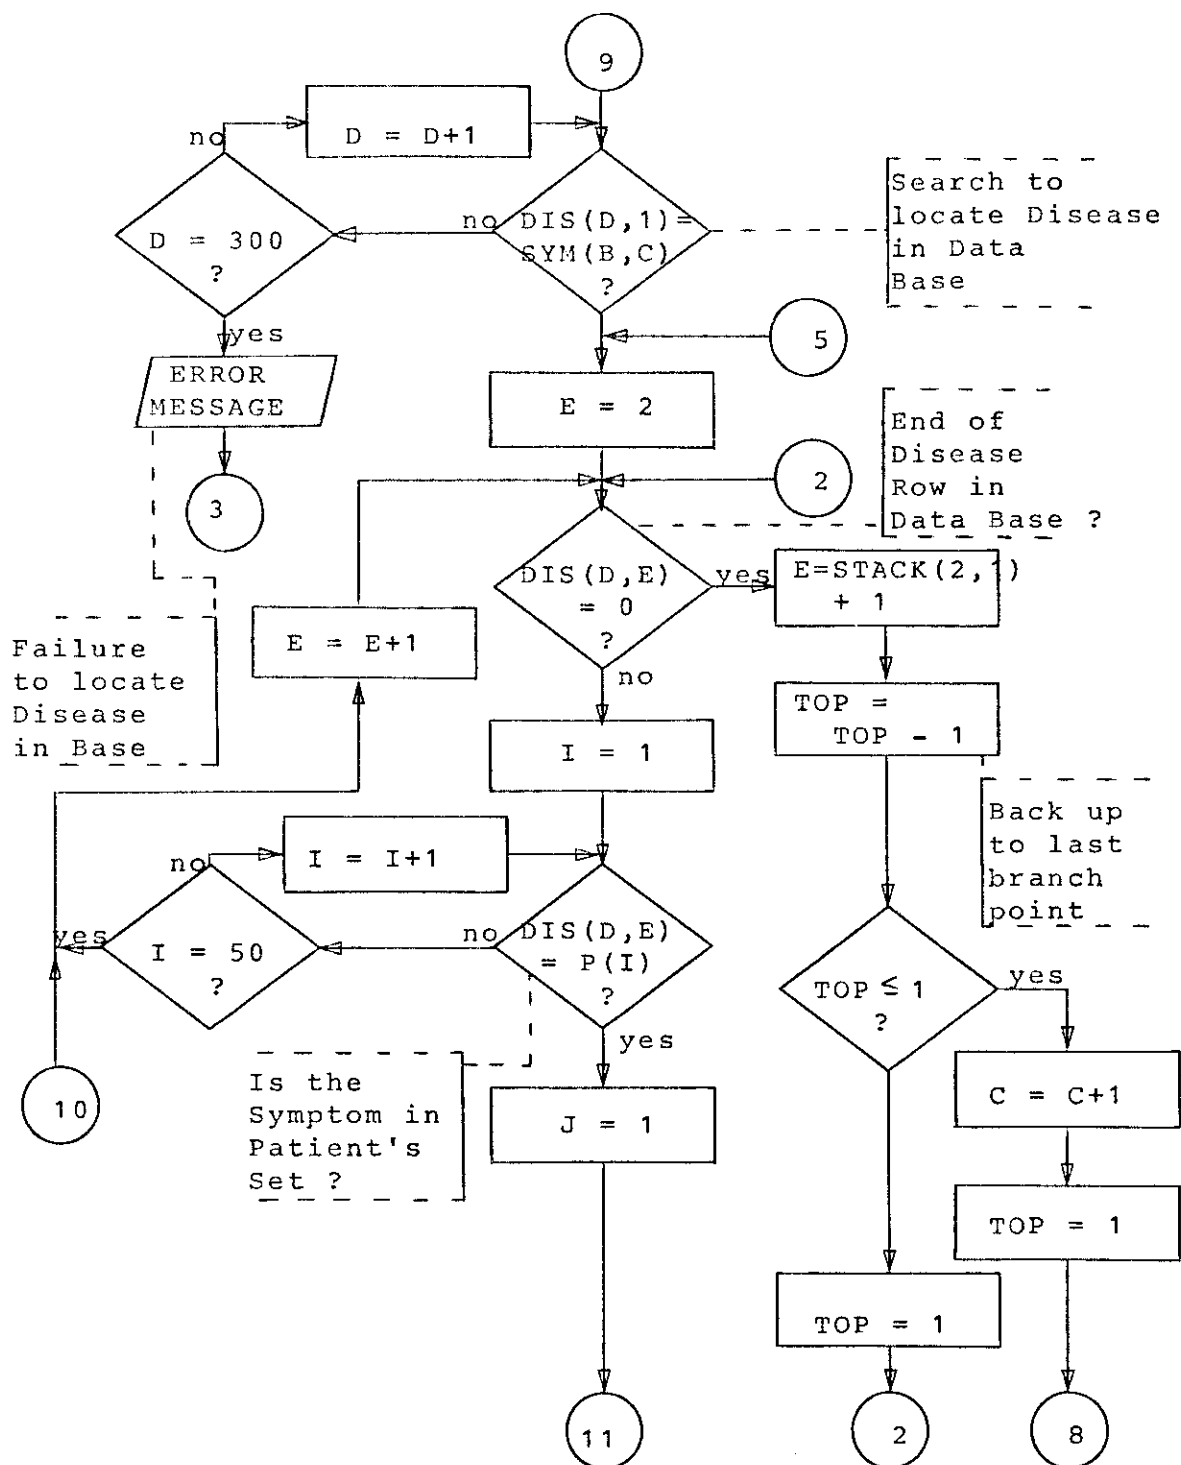 9
no
D = D+1
D = 300
?
no
DIS(D,1)=
SYM(B,C)
?
Search to
locate Disease
in Data
Base
yes
5
ERROR
MESSAGE
E = 2
End of
Disease
Row in
Data Base ?
3
2
DIS(D,E)
= 0
?
yes
E=STACK(2,1)
+ 1
Failure
to locate
Disease
in Base
E = E+1
no
TOP =
TOP - 1
I = 1
Back up
to last
branch
point
no
I = I+1
yes
I = 50
?
no
DIS(D,E)
= P(I)
?
TOP ≤ 1
?
yes
10
Is the
Symptom in
Patient's
Set ?
yes
J = 1
C = C+1
TOP = 1
TOP = 1
11
2
8